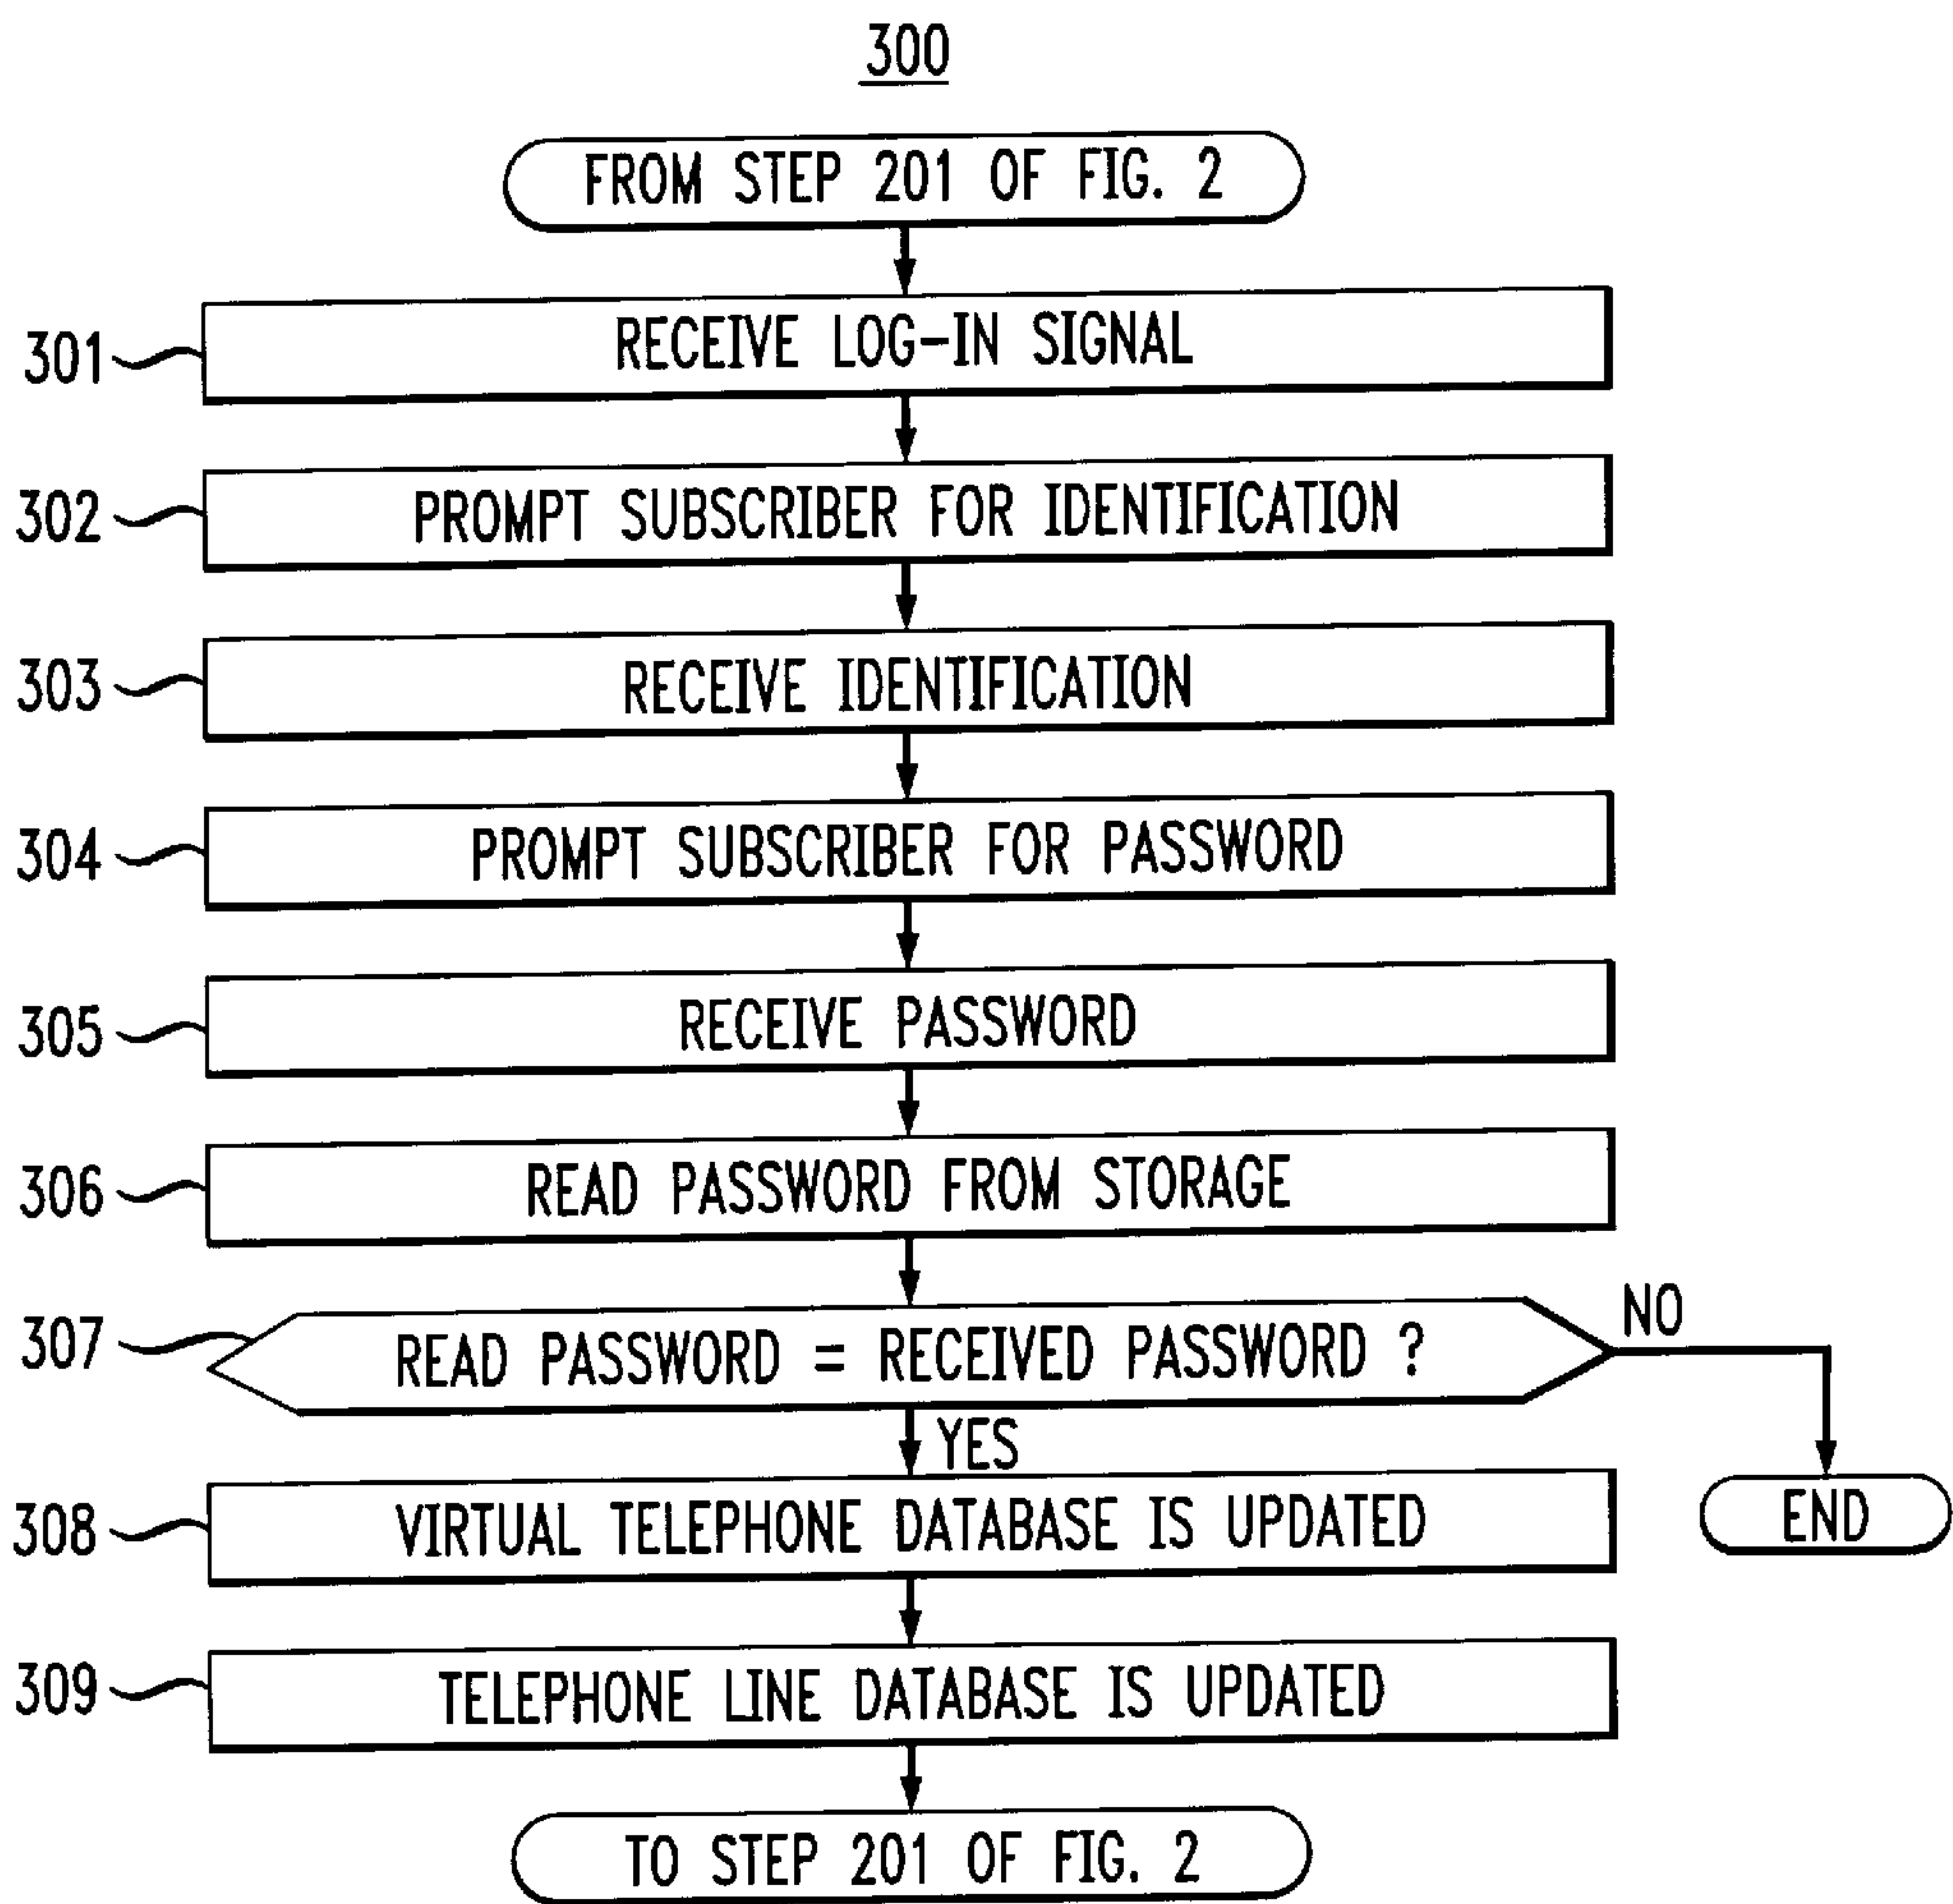 300
FROM STEP 201 OF FIG. 2
301
RECEIVE LOG-IN SIGNAL
302
PROMPT SUBSCRIBER FOR IDENTIFICATION
303
RECEIVE IDENTIFICATION
304
PROMPT SUBSCRIBER FOR PASSWORD
305
RECEIVE PASSWORD
306
READ PASSWORD FROM STORAGE
307
READ PASSWORD = RECEIVED PASSWORD ?
NO
YES
308
VIRTUAL TELEPHONE DATABASE IS UPDATED
END
309
TELEPHONE LINE DATABASE IS UPDATED
TO STEP 201 OF FIG. 2